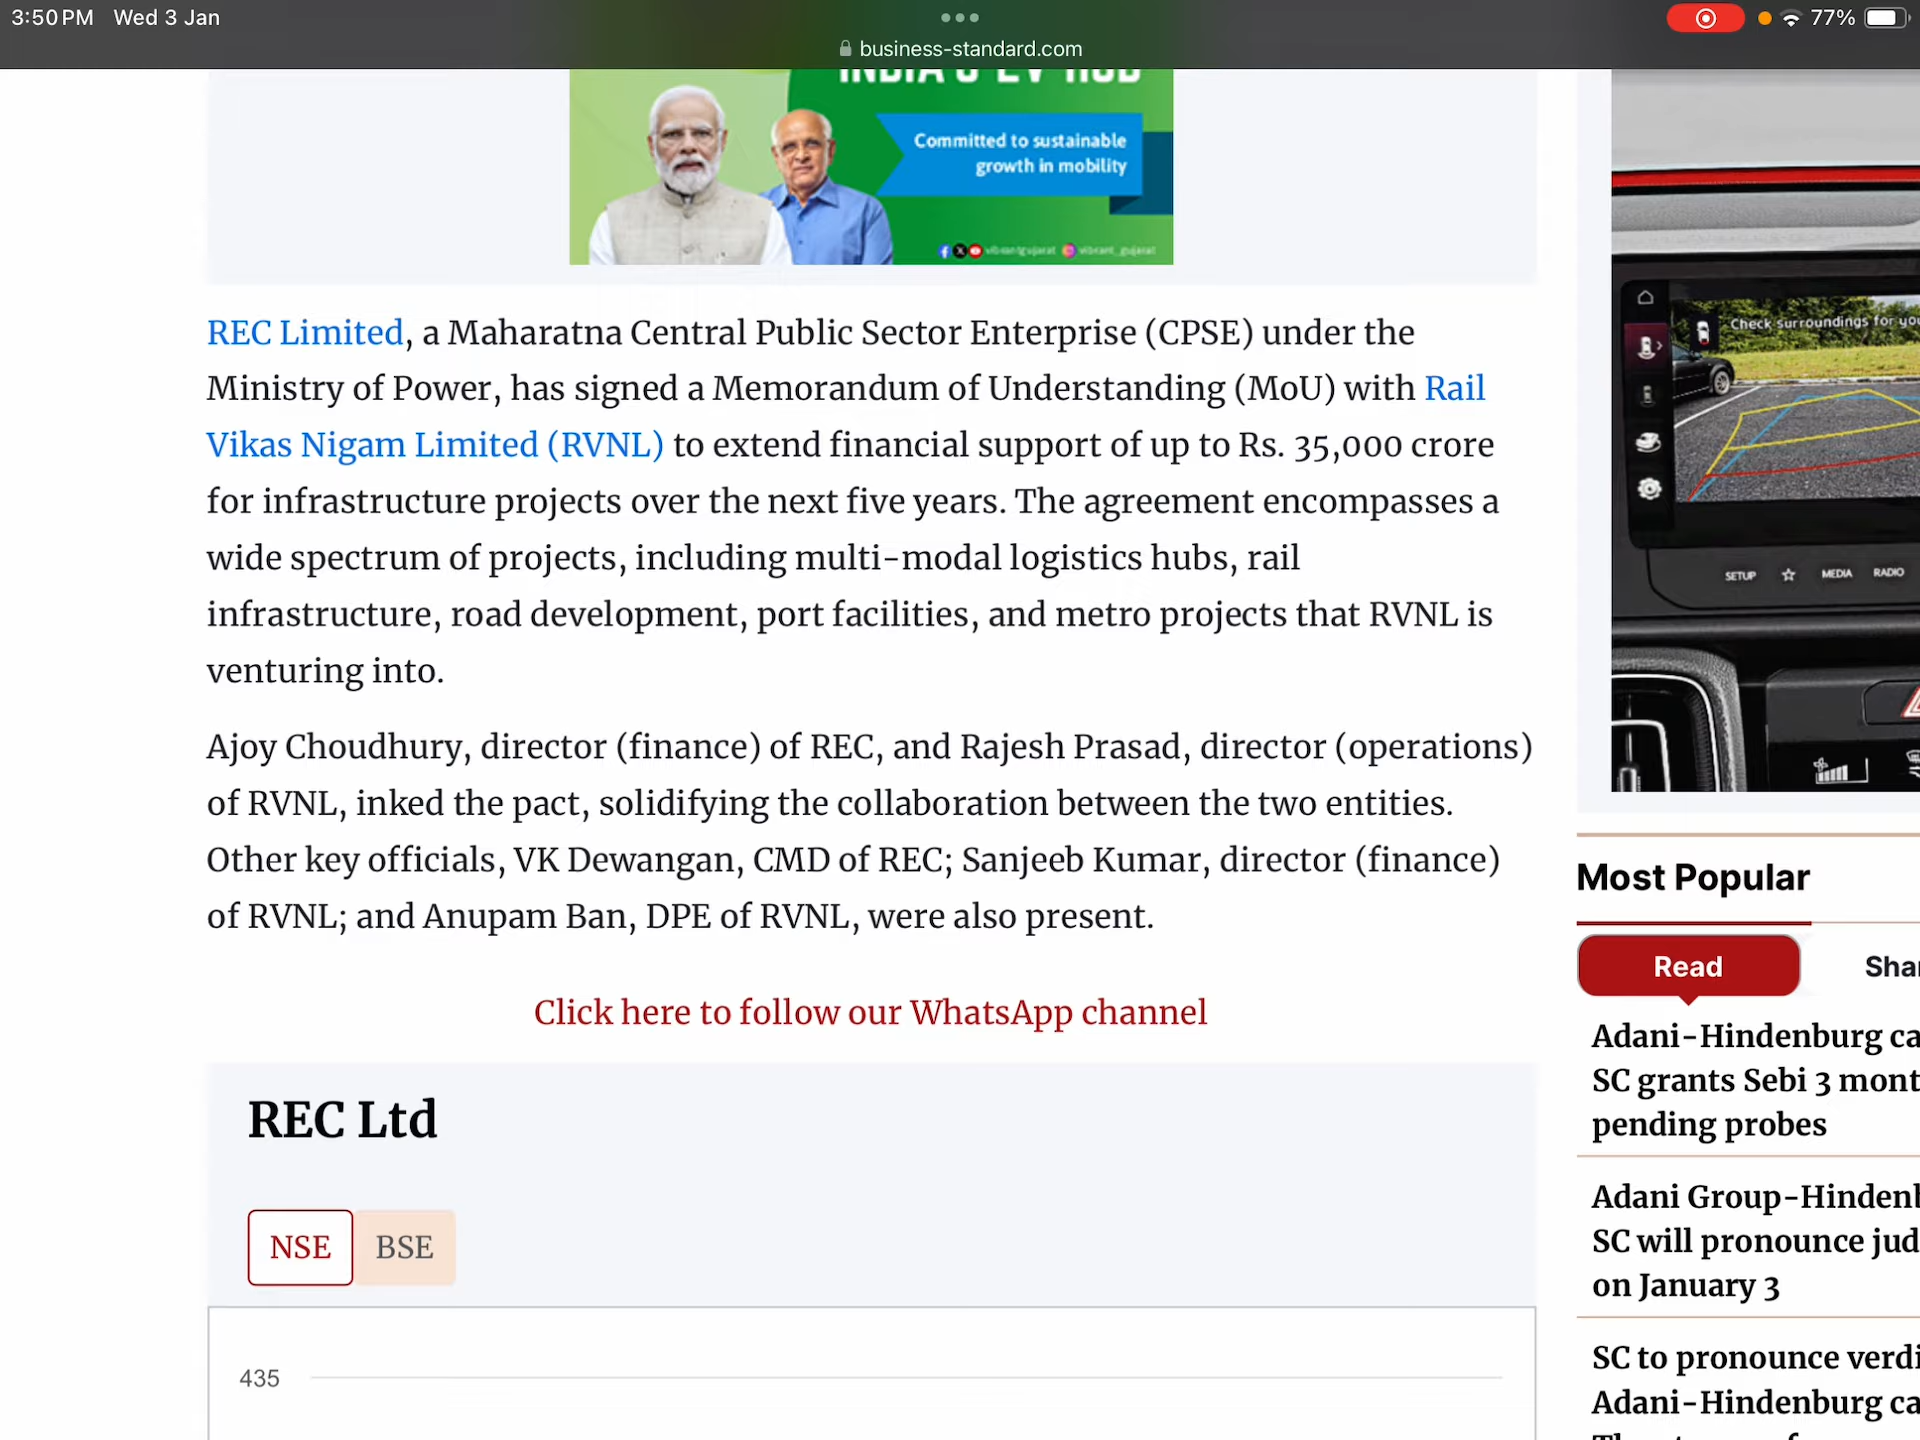 3:50 PM Wed 3 Jan
77%
business-standard.com
Committed to sustainable
growth in mobility
vibrantgujarat vibrant_gujarat
REC Limited, a Maharatna Central Public Sector Enterprise (CPSE) under the
Ministry of Power, has signed a Memorandum of Understanding (MoU) with Rail
Vikas Nigam Limited (RVNL) to extend financial support of up to Rs. 35,000 crore
for infrastructure projects over the next five years. The agreement encompasses a
wide spectrum of projects, including multi-modal logistics hubs, rail
infrastructure, road development, port facilities, and metro projects that RVNL is
venturing into.
Ajoy Choudhury, director (finance) of REC, and Rajesh Prasad, director (operations)
of RVNL, inked the pact, solidifying the collaboration between the two entities.
Other key officials, VK Dewangan, CMD of REC; Sanjeeb Kumar, director (finance)
of RVNL; and Anupam Ban, DPE of RVNL, were also present.
Click here to follow our WhatsApp channel
REC Ltd
NSE BSE
435
Check surroundings for
SETUP MEDIA RADIO
Most Popular
Read
Adani-Hindenburg
SC grants Sebi 3
pending probes
Adani
SC will pronounce
on January 3
SC to pronounce
Adani-Hindenburg